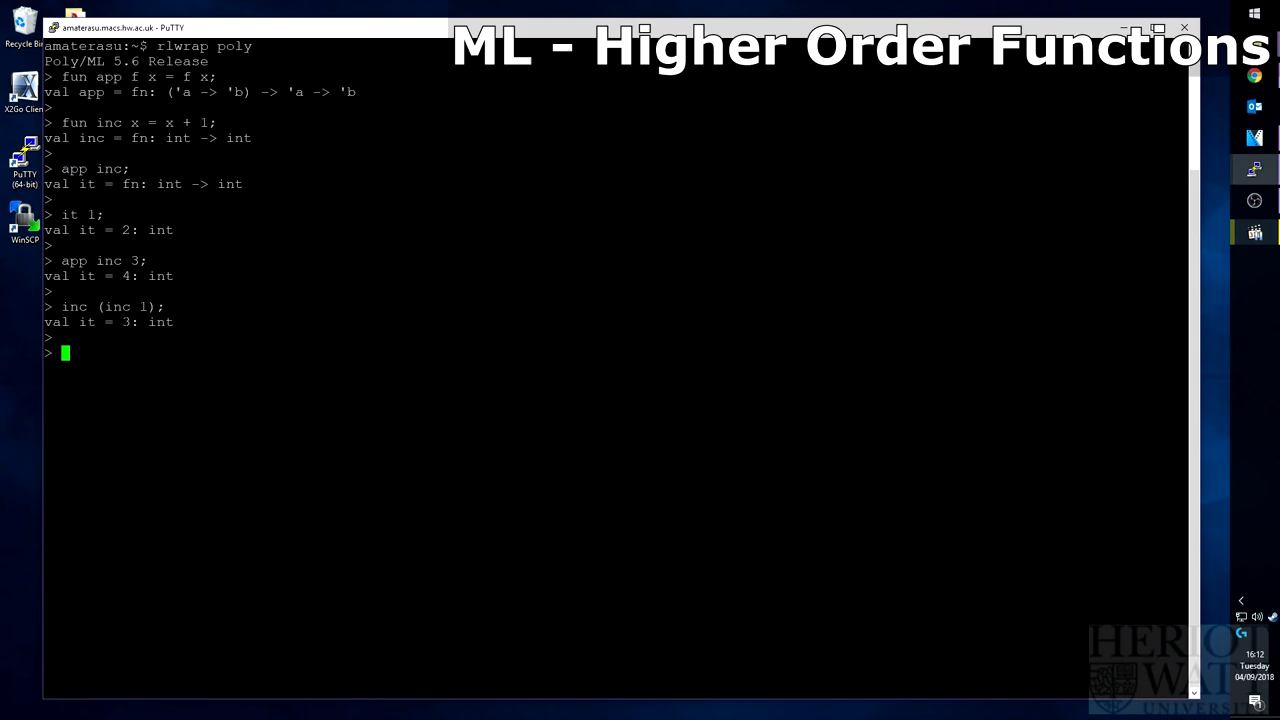 Recycle Bin
X2Go Client
PuTTY
(64-bit)
WinSCP
amaterasu.macs.hw.ac.uk - PuTTY
ML - Higher Order Functions
amaterasu:~$ rlwrap poly
Poly/ML 5.6 Release
> fun app f x = f x;
val app = fn: ('a -> 'b) -> 'a -> 'b
>
> fun inc x = x + 1;
val inc = fn: int -> int
>
> app inc;
val it = fn: int -> int
>
> it 1;
val it = 2: int
>
> app inc 3;
val it = 4: int
>
> inc (inc 1);
val it = 3: int
>
>
16:12
Tuesday
04/09/2018
HERIOT
WATT
UNIVERSITY